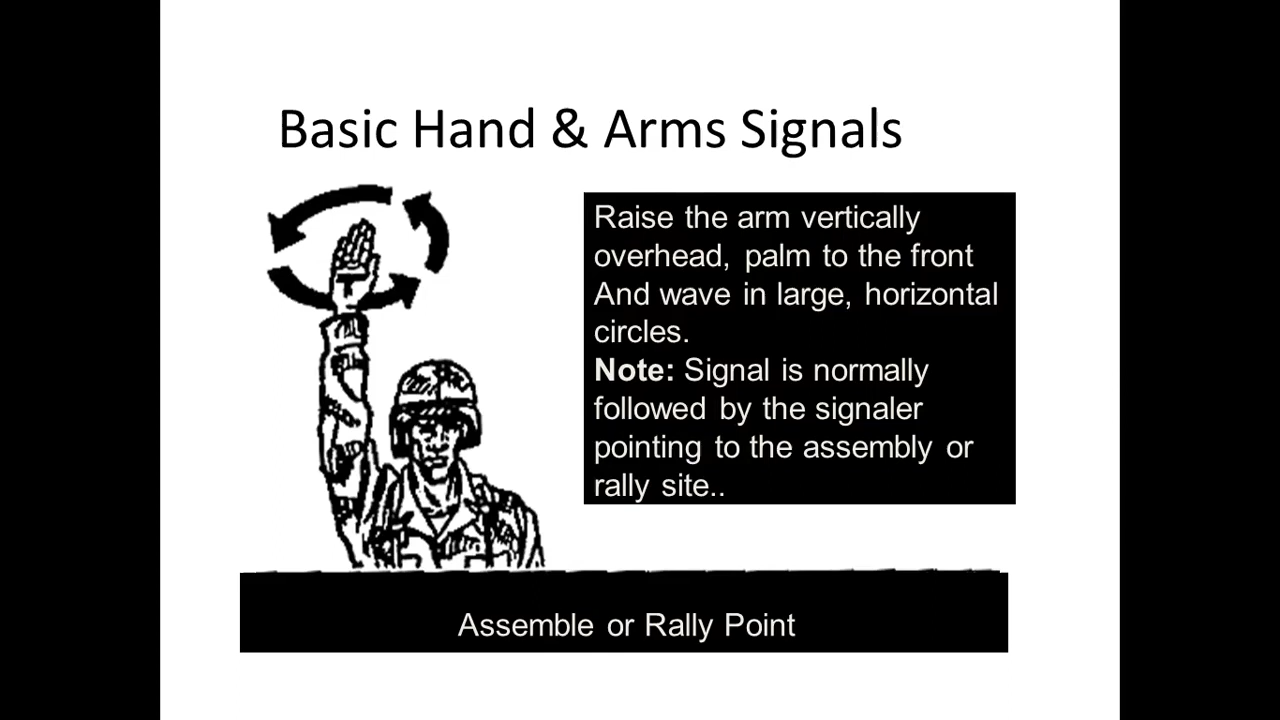 Basic Hand & Arms Signals
Raise the arm vertically
overhead, palm to the front
And wave in large, horizontal
circles.
Note: Signal is normally
followed by the signaler
pointing to the assembly or
rally site..
Assemble or Rally Point